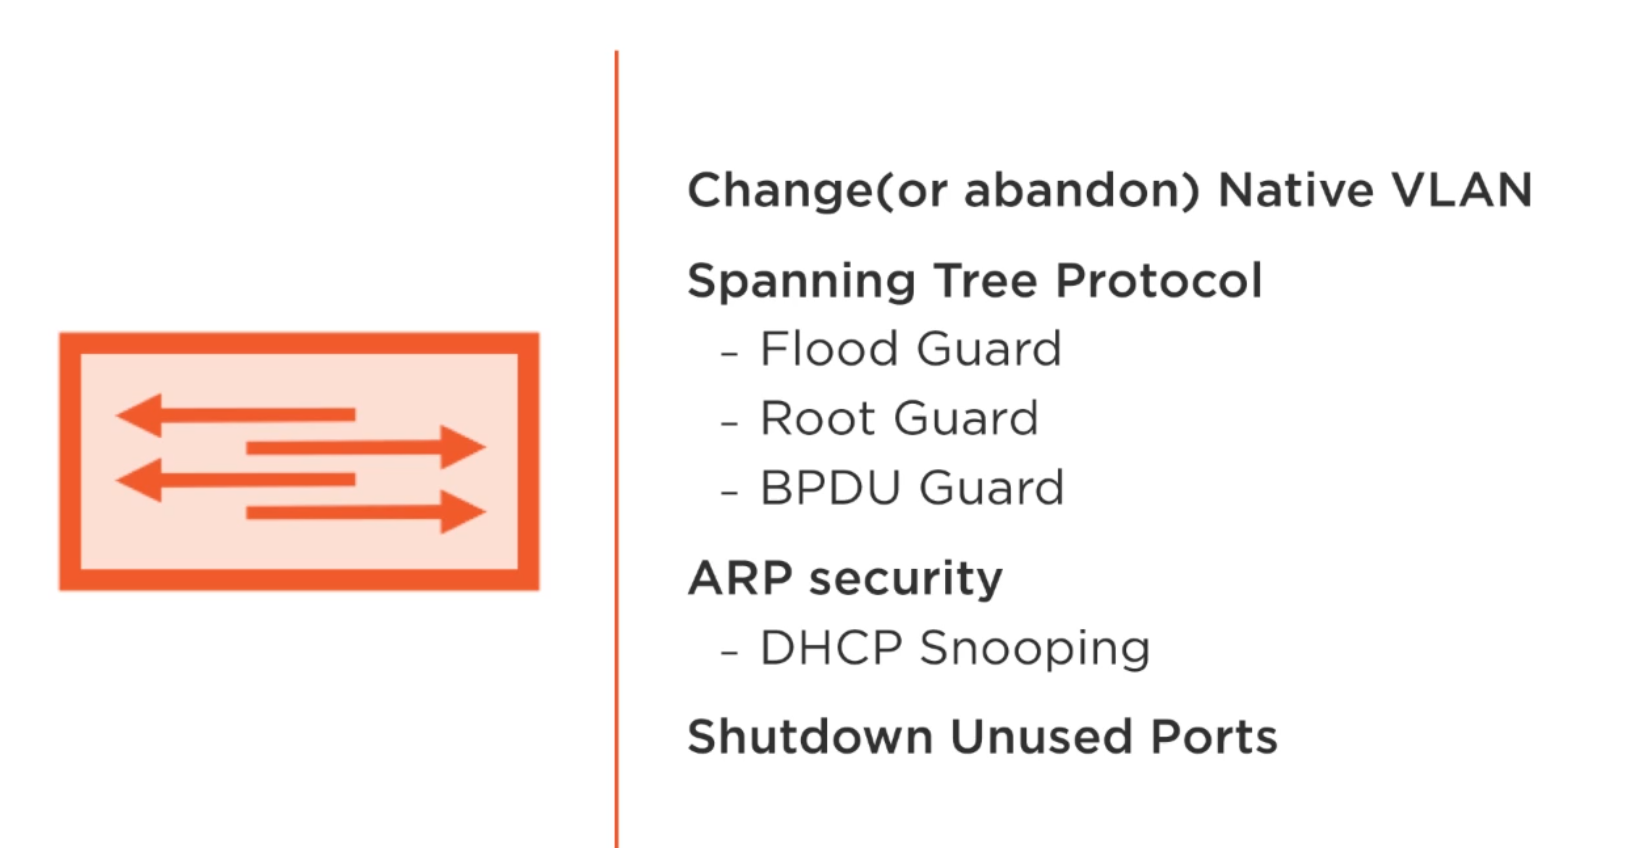 Change(or abandon) Native VLAN
Spanning Tree Protocol
- Flood Guard
- Root Guard
- BPDU Guard
ARP security
- DHCP Snooping
Shutdown Unused Ports